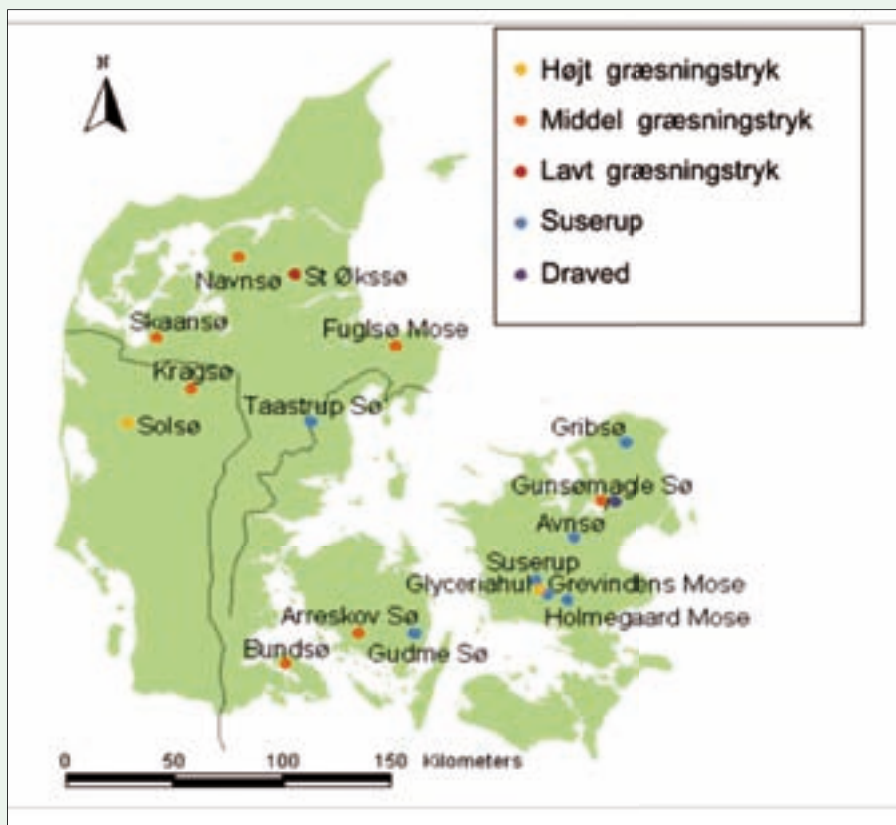 N
Højt græsningstryk
Middel græsningstryk
Lavt græsningstryk
Suserup
Draved
Navnsø
St Økssø
Skaansø
Fuglsø Mose
Kragsø
Taastrup Sø
Solsø
Gribsø
Gunsømagle Sø
Avnsø
Suserup
Glyceriahul
Grevindens Mose
Holmegaard Mose
Arreskov Sø
Bundsø
Gudme Sø
0 50 100 150 Kilometers